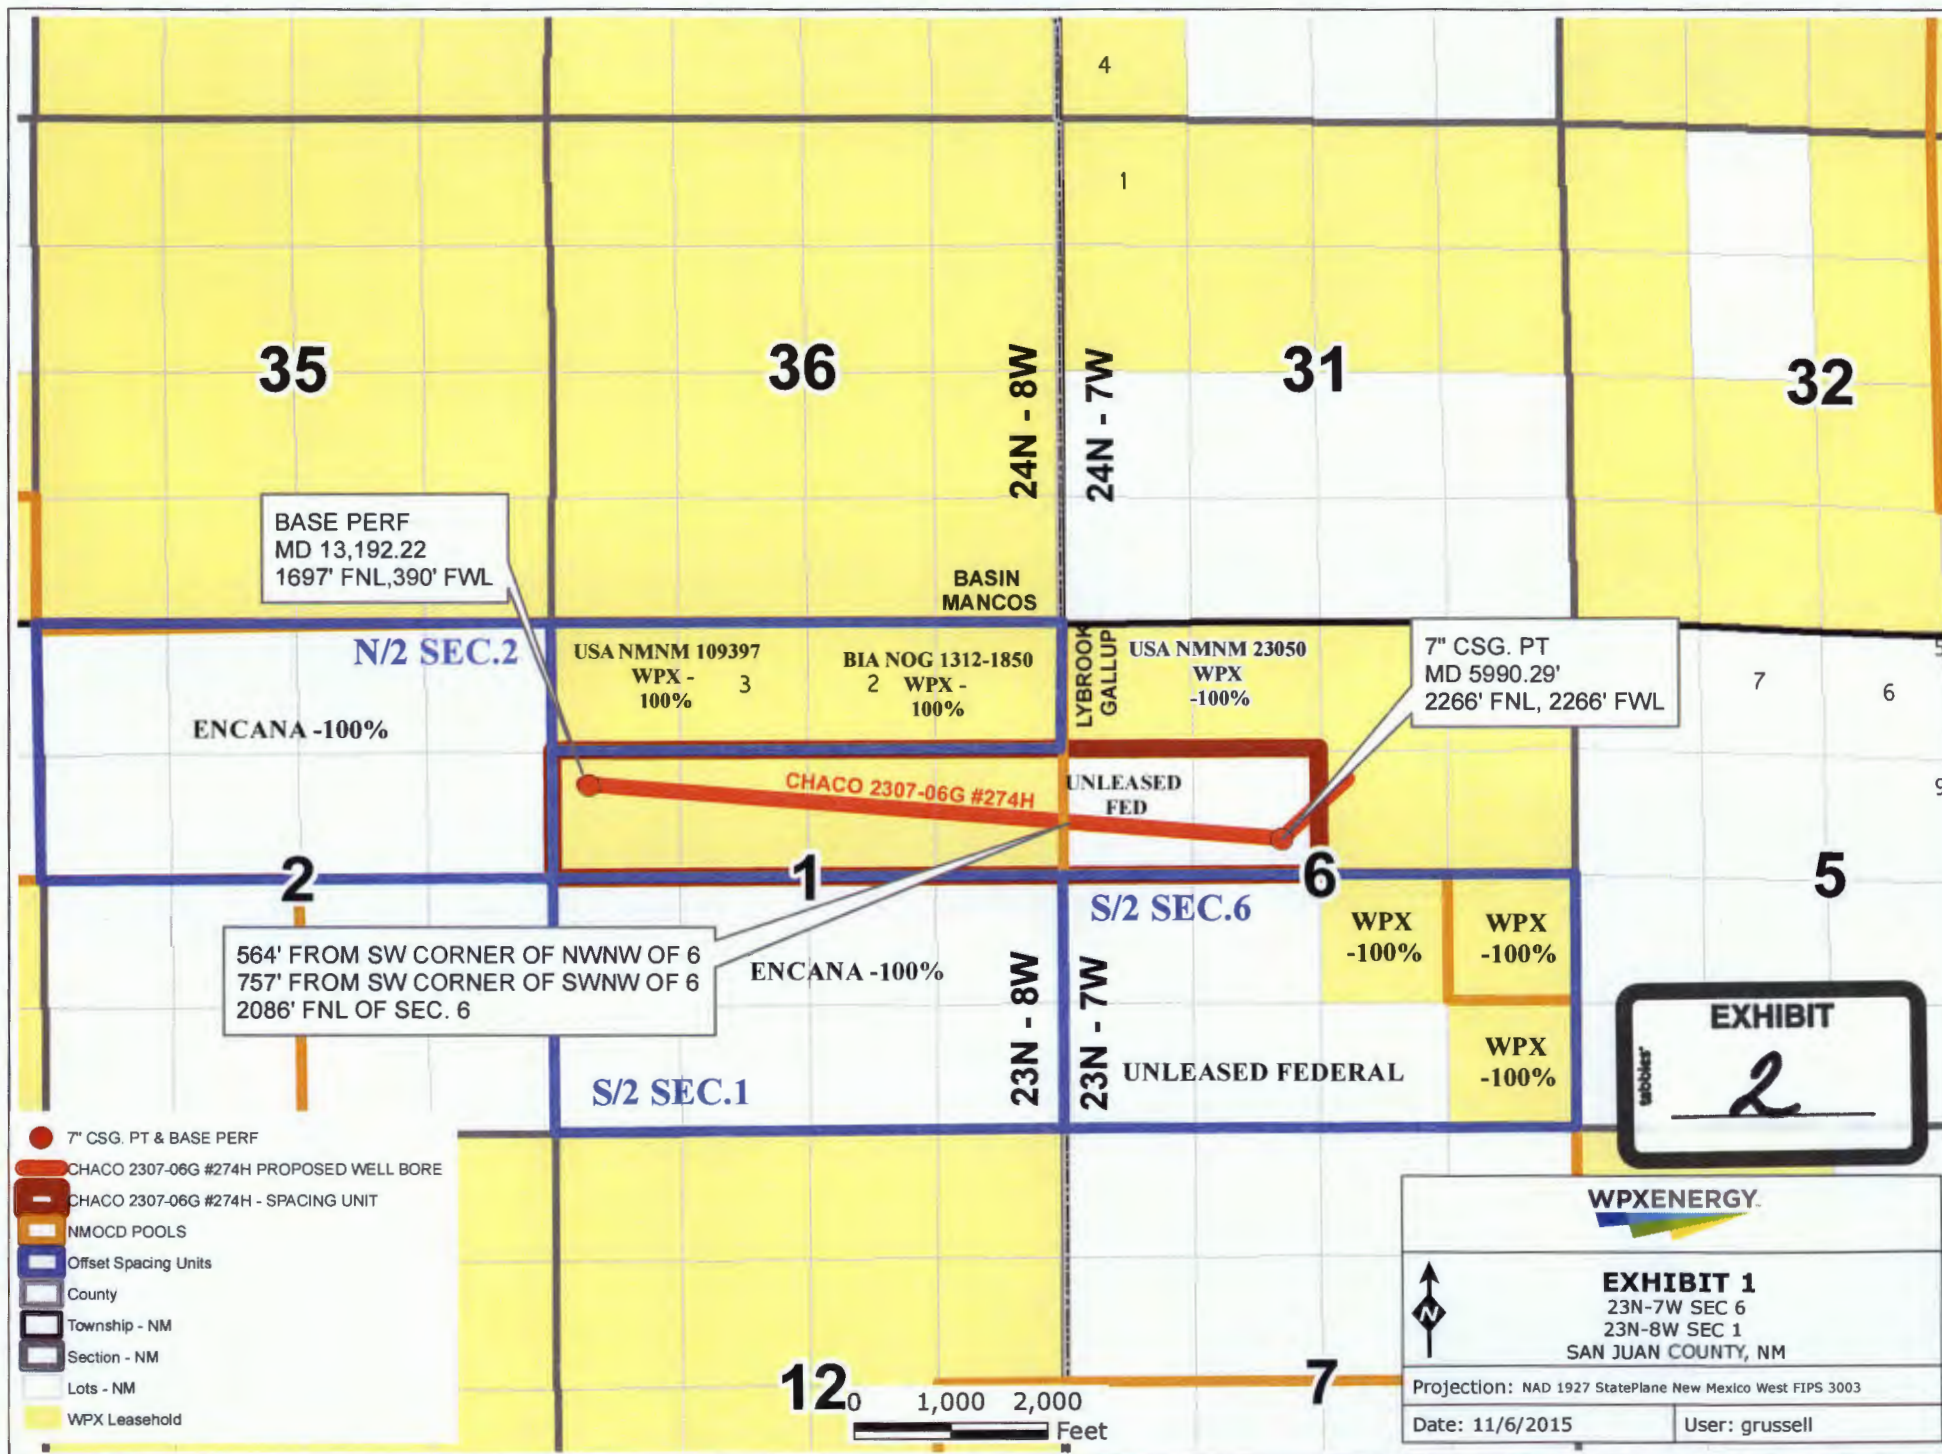 4
1
35
36
31
32
24N - 8W
24N - 7W
BASE PERF
MD 13,192.22
1697' FNL,390' FWL
BASIN
MANCOS
N/2 SEC.2
USA NMNM 109397
WPX -
100%
3
BIA NOG 1312-1850
2
WPX -
100%
LYBROOK
GALLUP
USA NMNM 23050
WPX
-100%
7" CSG. PT
MD 5990.29'
2266' FNL, 2266' FWL
7
6
5
ENCANA -100%
CHACO 2307-06G #274H
UNLEASED
FED
9
2
1
6
5
S/2 SEC.6
564' FROM SW CORNER OF NWNW OF 6
757' FROM SW CORNER OF SWNW OF 6
2086' FNL OF SEC. 6
ENCANA -100%
WPX
-100%
WPX
-100%
23N - 8W
23N - 7W
WPX
-100%
UNLEASED FEDERAL
S/2 SEC.1
EXHIBIT
2
tabbies'
7" CSG. PT & BASE PERF
CHACO 2307-06G #274H PROPOSED WELL BORE
CHACO 2307-06G #274H - SPACING UNIT
NMOCD POOLS
Offset Spacing Units
County
Township - NM
Section - NM
Lots - NM
WPX Leasehold
12
7
0 1,000 2,000
Feet
WPXENERGY
N
EXHIBIT 1
23N-7W SEC 6
23N-8W SEC 1
SAN JUAN COUNTY, NM
Projection: NAD 1927 StatePlane New Mexico West FIPS 3003
Date: 11/6/2015
User: grussell